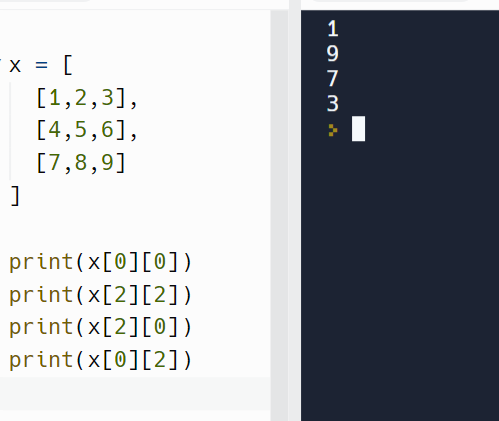 x = [
[1,2,3],
[4,5,6],
[7,8,9]
]
print(x[0][0])
print(x[2][2])
print(x[2][0])
print(x[0][2])
1
9
7
3
>